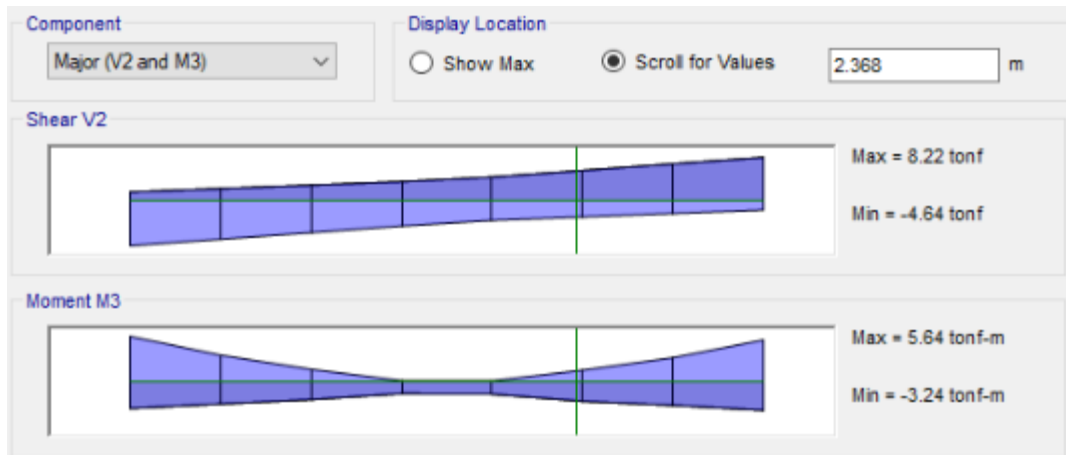 Component
Display Location
Major (V2 and M3)
Show Max
Scroll for Values
2.368
m
Shear V2
Max = 8.22 tonf
Min = -4.64 tonf
Moment M3
Max = 5.64 tonf-m
Min = -3.24 tonf-m